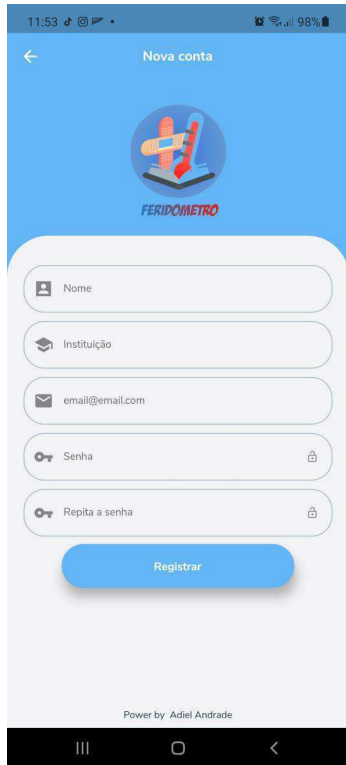 11:53 98%
Nova conta
FERIDOMETRO
Nome
Instituição
email@email.com
Senha
Repita a senha
Registrar
Power by Adiel Andrade